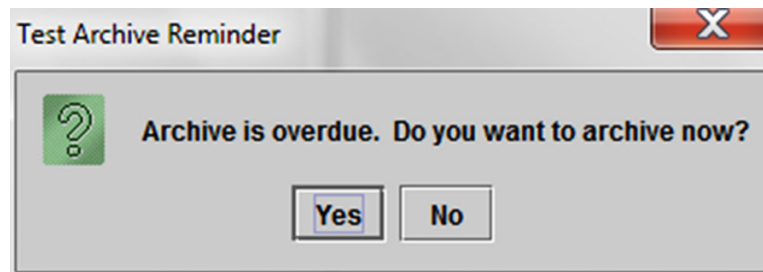 Test Archive Reminder
Archive is overdue.  Do you want to archive now?
Yes No